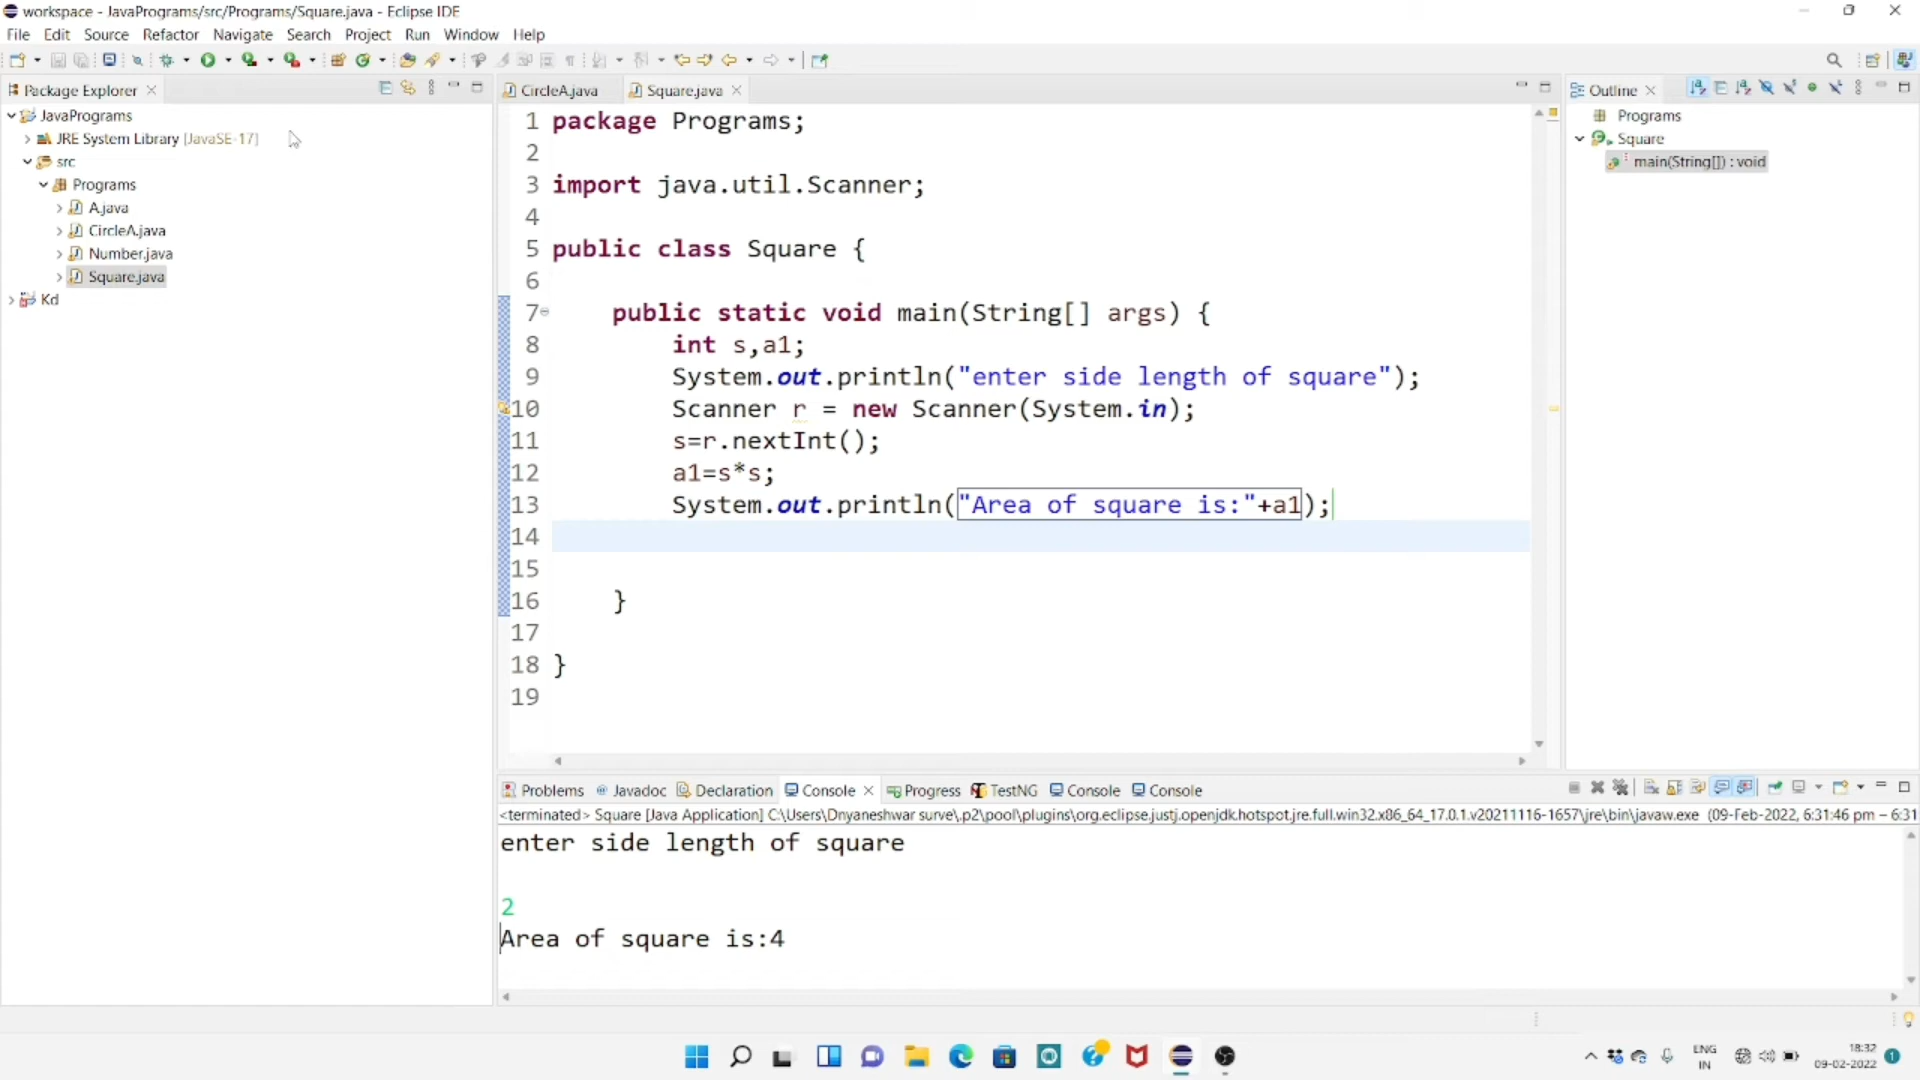 workspace - JavaPrograms/src/Programs/Square.java - Eclipse IDE
File Edit Source Refactor Navigate Search Project Run Window Help
Package Explorer
JavaPrograms
JRE System Library [JavaSE-17]
src
Programs
A.java
CircleA.java
Number.java
Square.java
Kd
CircleA.java
Square.java
1 package Programs;
2
3 import java.util.Scanner;
4
5 public class Square {
6
7 public static void main(String[] args) {
8 int s,a1;
9 System.out.println("enter side length of square");
10 Scanner r = new Scanner(System.in);
11 s=r.nextInt();
12 a1=s*s;
13 System.out.println("Area of square is:"+a1);
14
15
16 }
17
18 }
19
Outline
Programs
Square
main(String[]) : void
Problems Javadoc Declaration Console Progress TestNG Console Console
<terminated> Square [Java Application] C:\Users\Dnyaneshwar surve\.p2\pool\plugins\org.eclipse.justj.openjdk.hotspot.jre.full.win32.x86_64_17.0.1.v20211116-1657\jre\bin\javaw.exe (09-Feb-2022, 6:31:46 pm – 6:31
enter side length of square
2
Area of square is:4
ENG
IN
18:32
09-02-2022
1